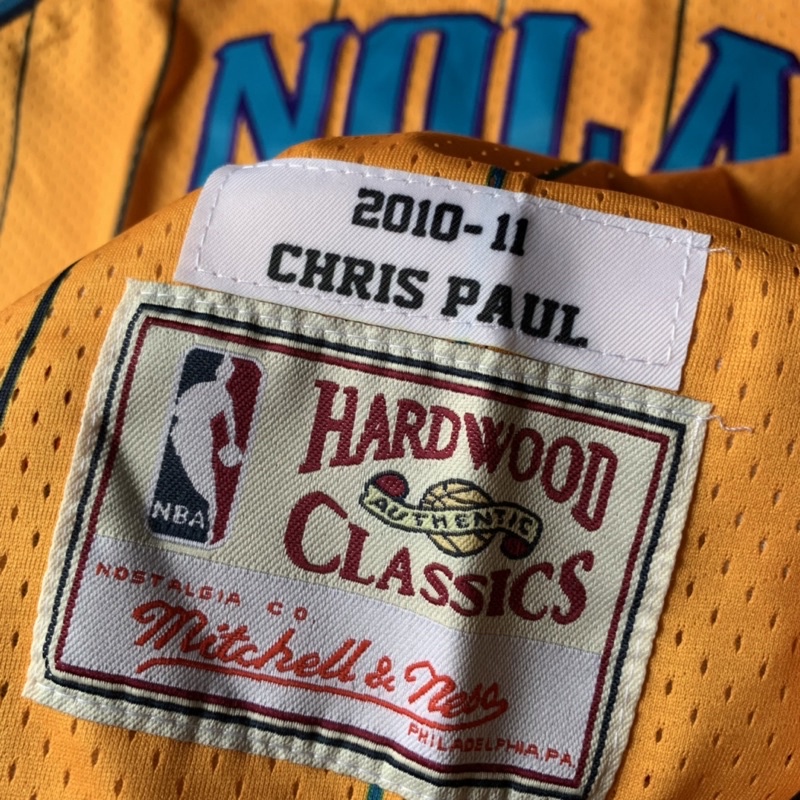 NOLA
2010-11
CHRIS PAUL
HARDWOOD
AUTHENTIC
CLASSICS
NBA
NOSTALGIA CO.
Mitchell & Ness
PHILADELPHIA, PA.